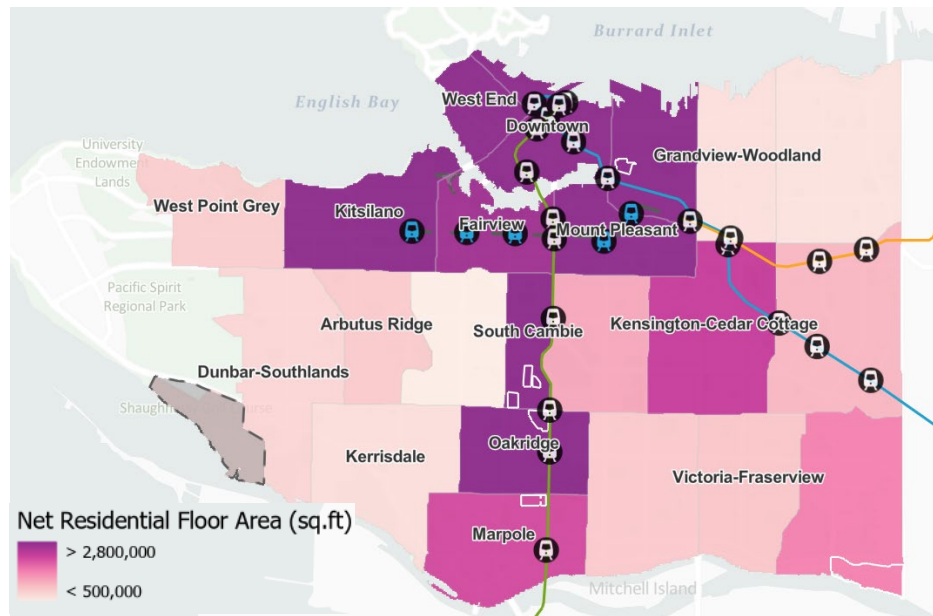 Burrard Inlet
English Bay
West End
Downtown
University
Endowment
Lands
Grandview-Woodland
West Point Grey
Kitsilano
Fairview
Mount Pleasant
Pacific Spirit
Regional Park
Arbutus Ridge
South Cambie
Kensington-Cedar Cottage
Dunbar-Southlands
Kerrisdale
Oakridge
Victoria-Fraserview
Net Residential Floor Area (sq.ft)
> 2,800,000
< 500,000
Marpole
Mitchell Island